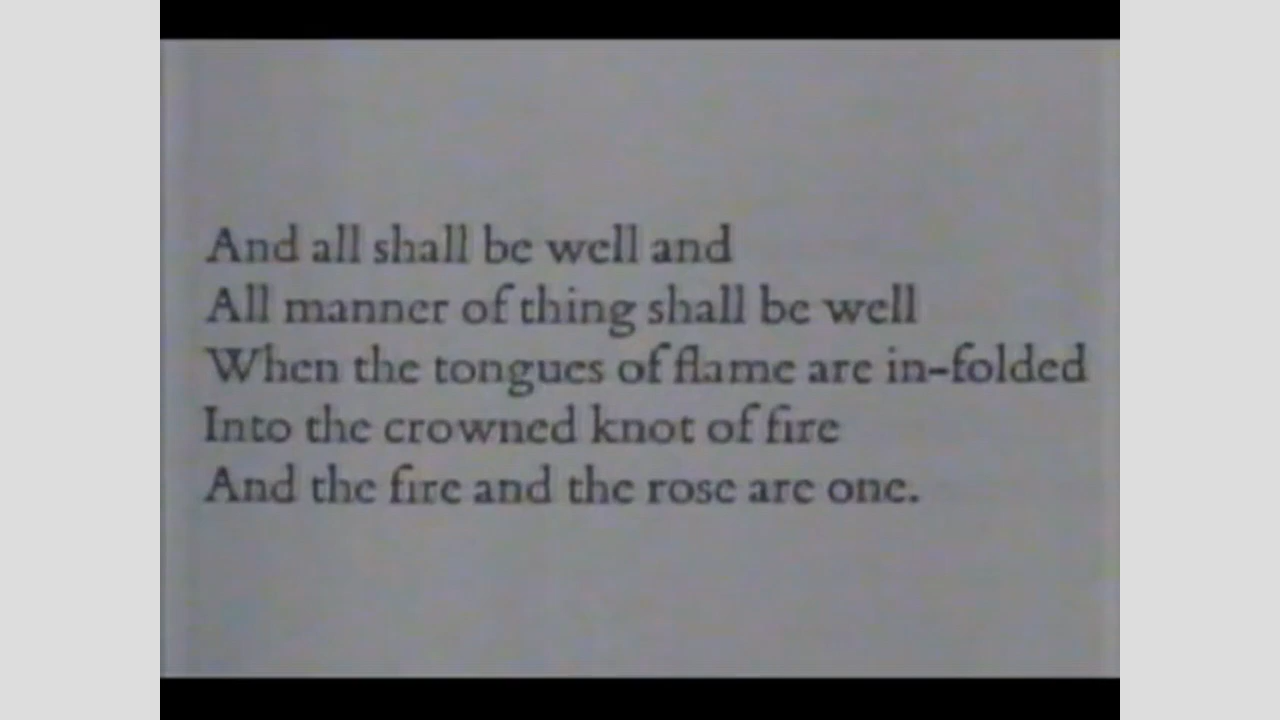 And all shall be well and
All manner of thing shall be well
When the tongues of flame are in-folded
Into the crowned knot of fire
And the fire and the rose are one.